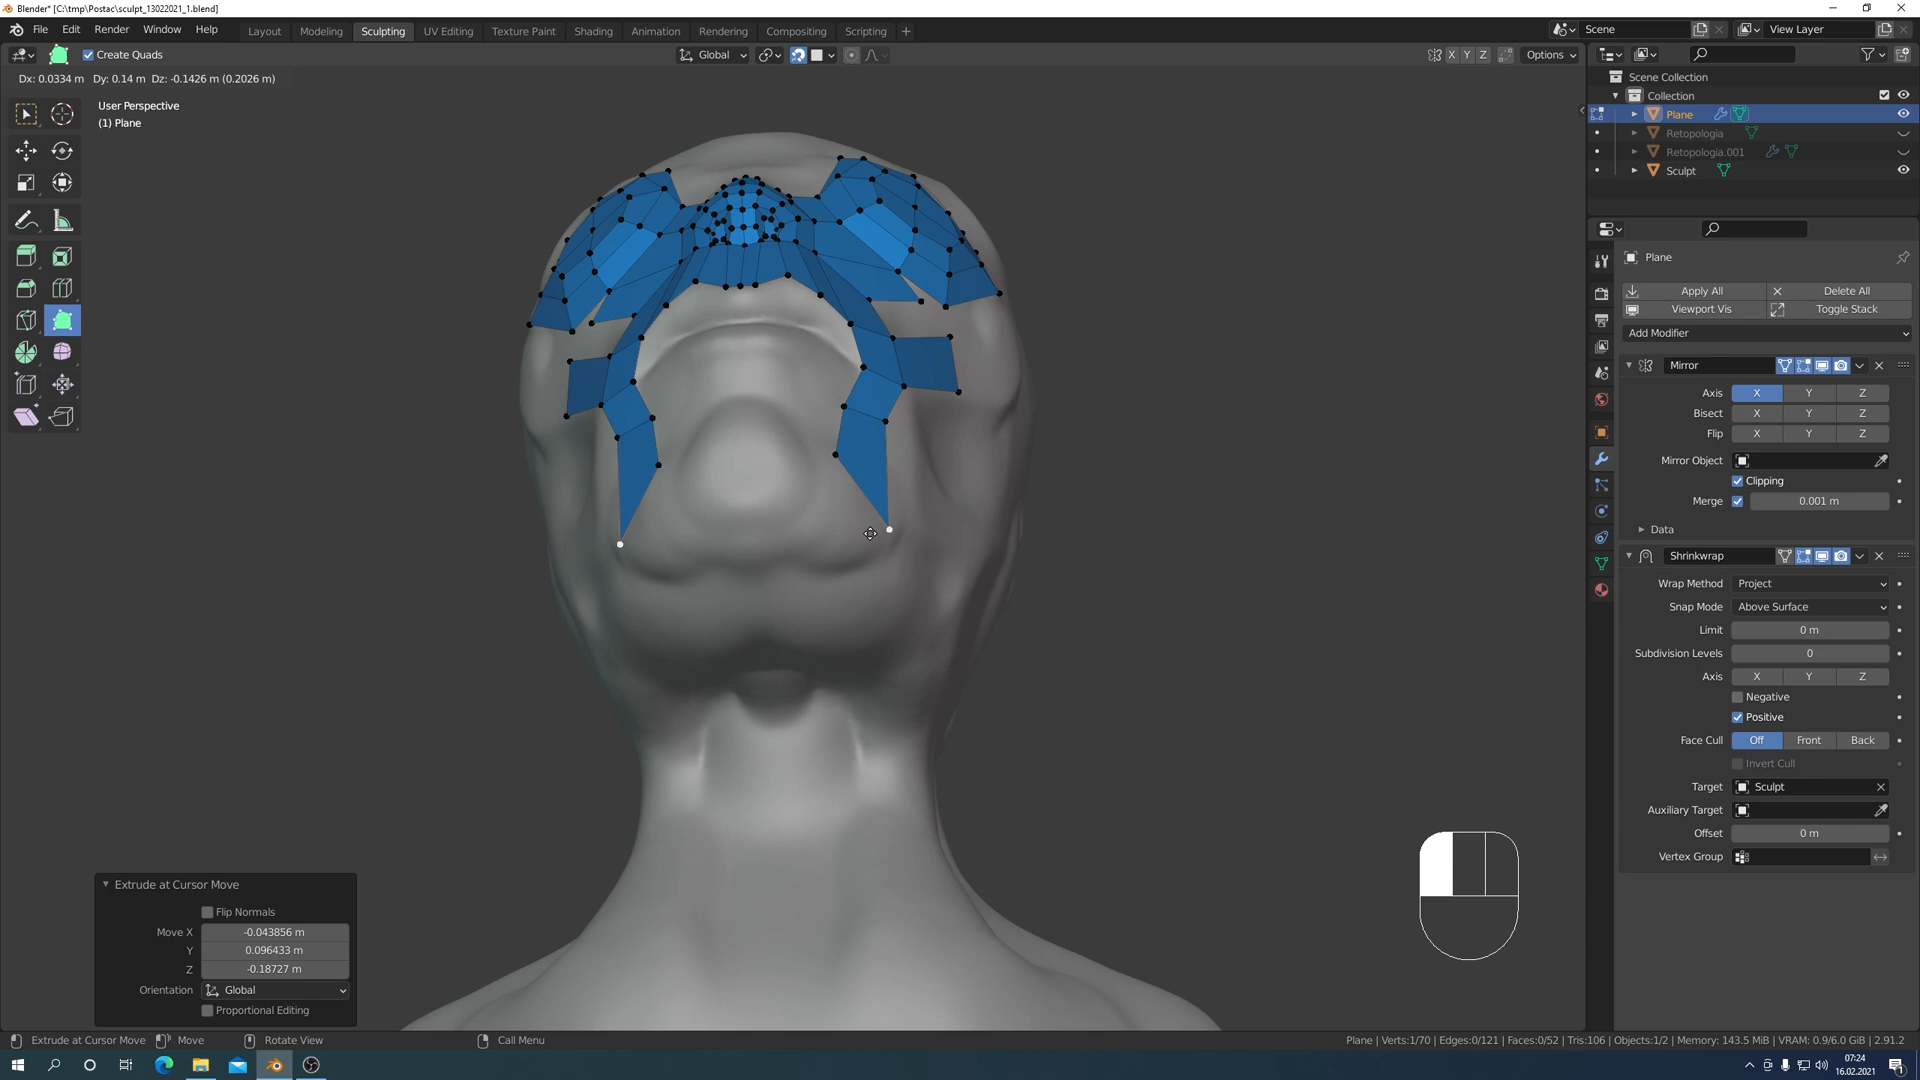 Blender* [C:\tmp\Postac\sculpt_13022021_1.blend]
File Edit Render Window Help
Layout Modeling Sculpting UV Editing Texture Paint Shading Animation Rendering Compositing Scripting +
Scene
View Layer
Create Quads
Global
X Y Z
Options
Dx: 0.0334 m Dy: 0.14 m Dz: -0.1426 m (0.2026 m)
User Perspective
(1) Plane
Scene Collection
Collection
Plane
Retopologia
Retopologia.001
Sculpt
Plane
Apply All
Delete All
Viewport Vis
Toggle Stack
Add Modifier
Mirror
Axis X Y Z
Bisect X Y Z
Flip X Y Z
Mirror Object
Clipping
Merge 0.001 m
Data
Shrinkwrap
Wrap Method Project
Snap Mode Above Surface
Limit 0 m
Subdivision Levels 0
Axis X Y Z
Negative
Positive
Face Cull Off Front Back
Invert Cull
Target Sculpt
Auxiliary Target
Offset 0 m
Vertex Group
Extrude at Cursor Move
Flip Normals
Move X -0.043856 m
Y 0.096433 m
Z -0.18727 m
Orientation Global
Proportional Editing
Extrude at Cursor Move Move Rotate View Call Menu
Plane | Verts:1/70 | Edges:0/121 | Faces:0/52 | Tris:106 | Objects:1/2 | Memory: 143.5 MiB | VRAM: 0.9/6.0 GiB | 2.91.2
07:24
16.02.2021
1